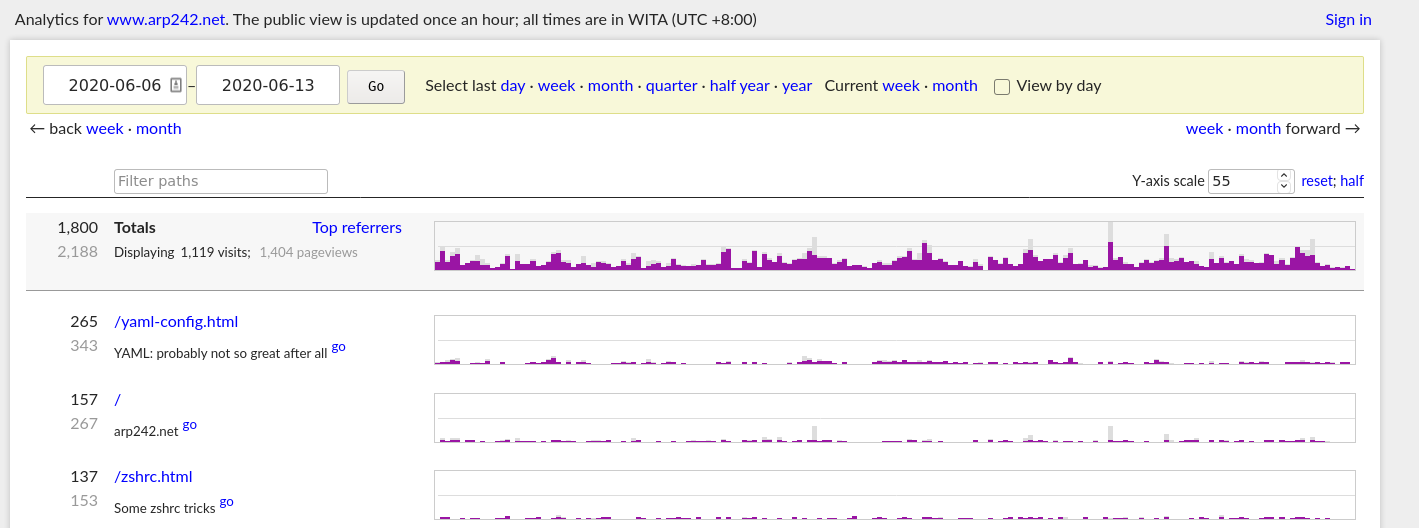 Analytics for www.arp242.net. The public view is updated once an hour; all times are in WITA (UTC +8:00) Sign in
2020-06-06 – 2020-06-13 Go Select last day · week · month · quarter · half year · year Current week · month View by day
← back week · month week · month forward →
Filter paths Y-axis scale 55 reset; half
1,800 Totals Top referrers
2,188 Displaying 1,119 visits; 1,404 pageviews
265 /yaml-config.html
343 YAML: probably not so great after all go
157 /
267 arp242.net go
137 /zshrc.html
153 Some zshrc tricks go